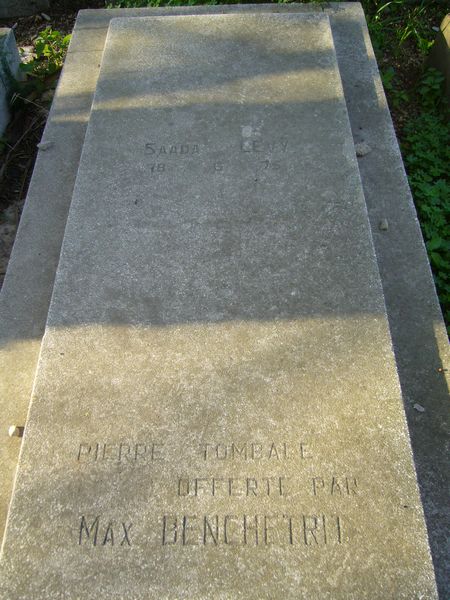 SAADA LEVY
18 6 75
PIERRE TOMBALE
OFFERTE PAR
MAX BENCHETRIT